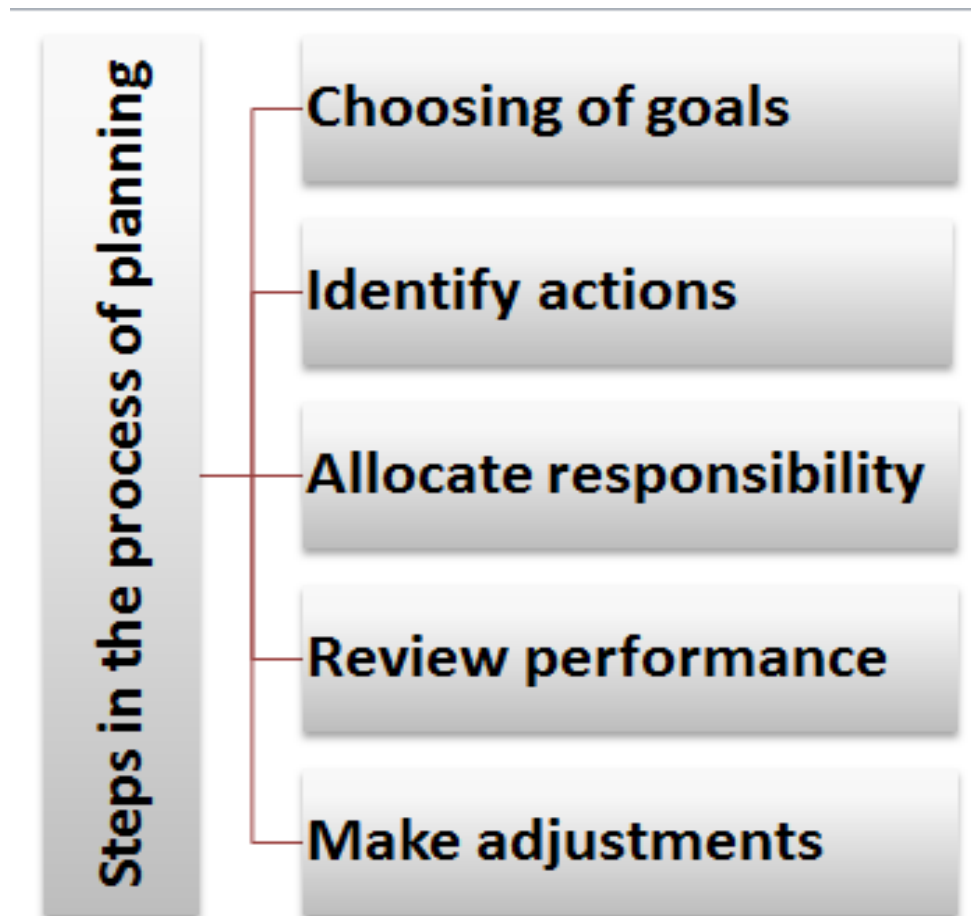 Steps in the process of planning
Choosing of goals
Identify actions
Allocate responsibility
Review performance
Make adjustments